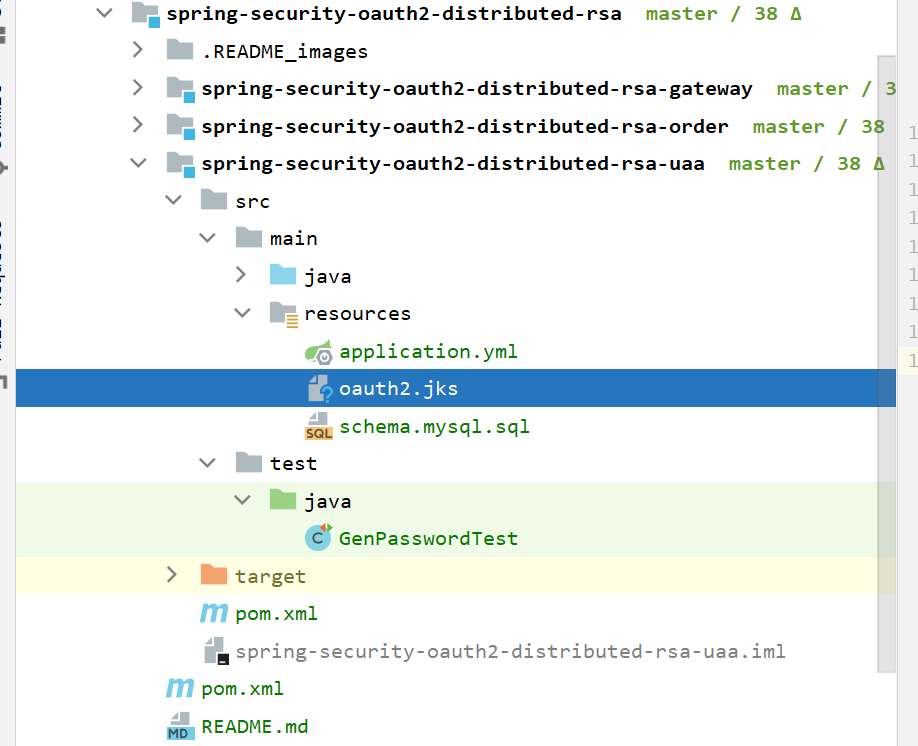 spring-security-oauth2-distributed-rsa master / 38 Δ
.README_images
spring-security-oauth2-distributed-rsa-gateway master / 3
spring-security-oauth2-distributed-rsa-order master / 38
spring-security-oauth2-distributed-rsa-uaa master / 38 Δ
src
main
java
resources
application.yml
oauth2.jks
SQL schema.mysql.sql
test
java
C GenPasswordTest
target
m pom.xml
spring-security-oauth2-distributed-rsa-uaa.iml
m pom.xml
MD README.md